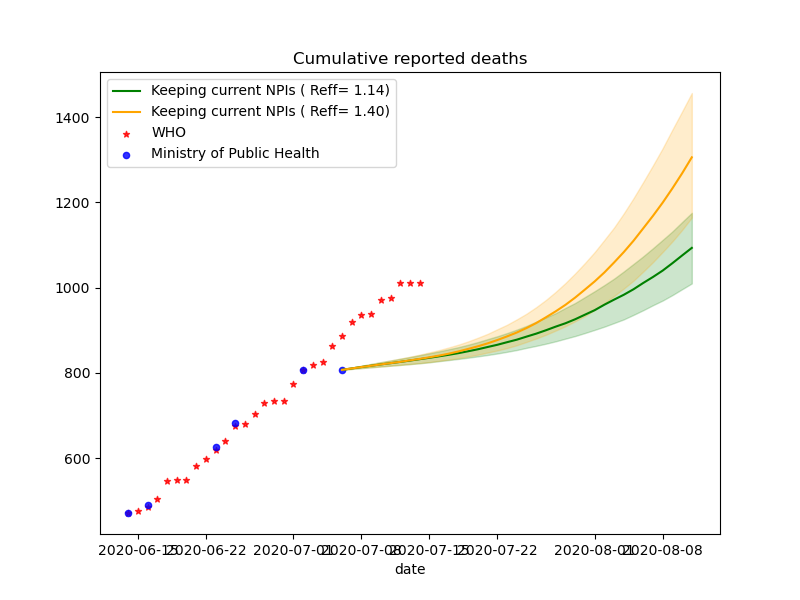 Cumulative reported deaths
Keeping current NPIs ( Reff= 1.14)
Keeping current NPIs ( Reff= 1.40)
WHO
Ministry of Public Health
1400
1200
1000
800
600
2020-06-15 2020-06-22 2020-07-01 2020-07-08 2020-07-15 2020-07-22 2020-08-01 2020-08-08
date